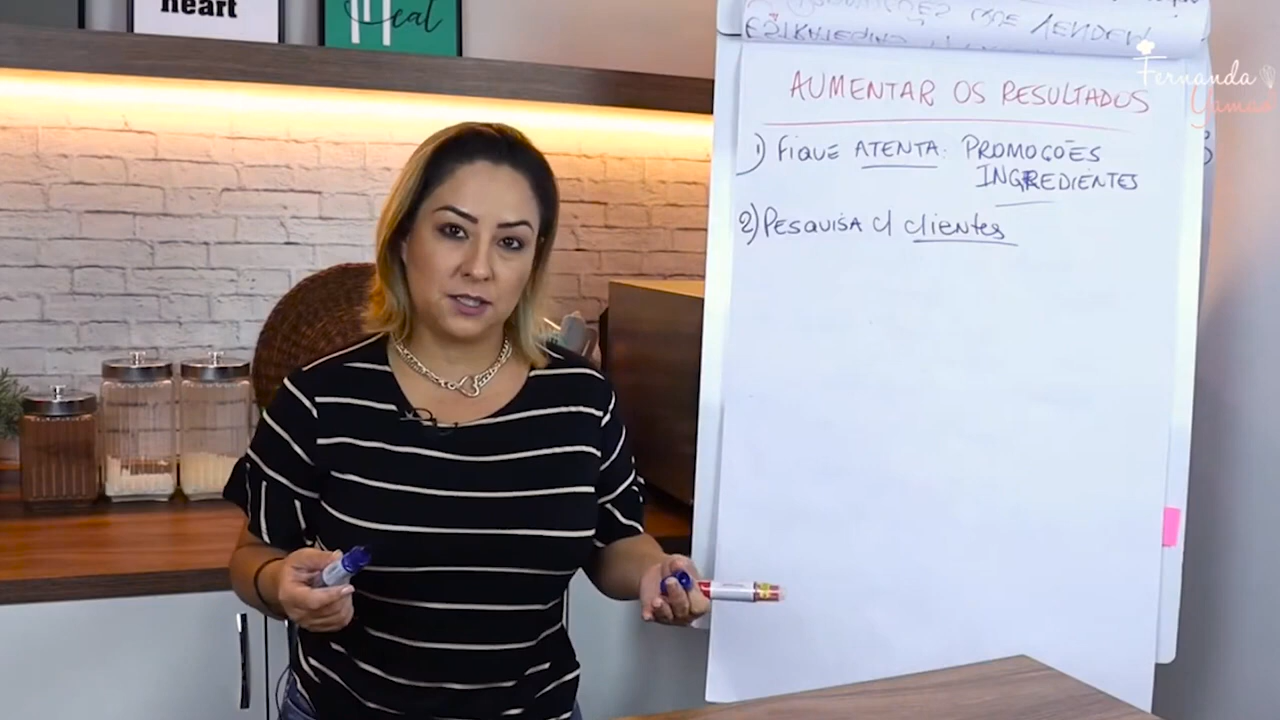 heart
eat
AUMENTAR OS RESULTADOS
1) FIQUE ATENTA: PROMOÇÕES
INGREDIENTES
2) PESQUISA c/ clientes
Fernanda